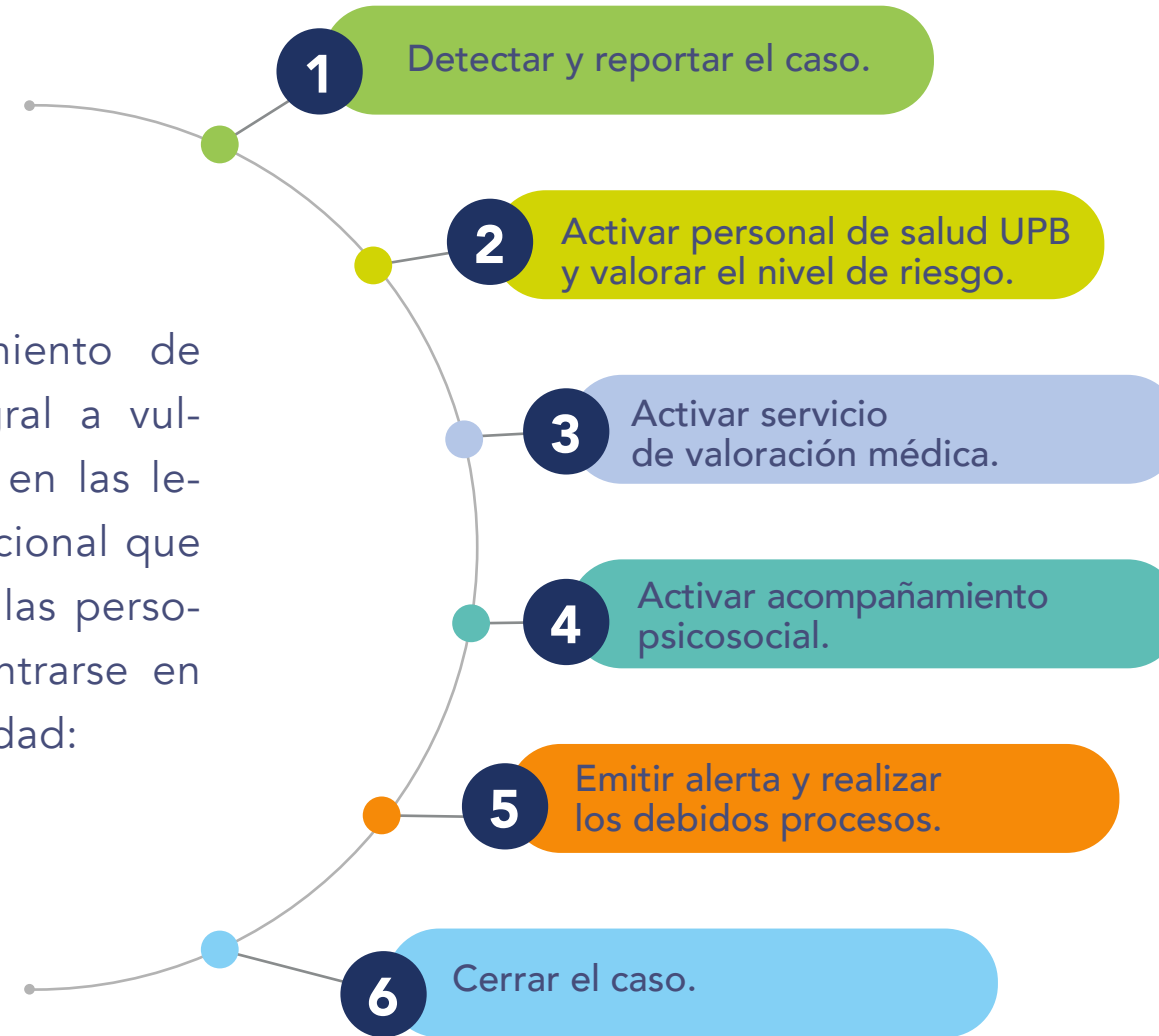 1
Detectar y reportar el caso.
2
Activar personal de salud UPB
y valorar el nivel de riesgo.
3
Activar servicio
de valoración médica.
4
Activar acompañamiento
psicosocial.
5
Emitir alerta y realizar
los debidos procesos.
6
Cerrar el caso.
miento de
gral a vul-
en las le-
cional que
las perso-
ntrarse en
dad: